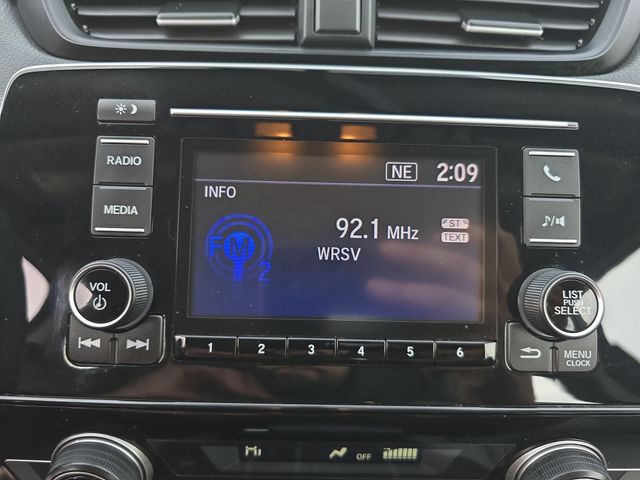 RADIO
MEDIA
NE 2:09
INFO
92.1 MHz ST
TEXT
WRSV
FM
2
VOL
LIST
PUSH
SELECT
1 2 3 4 5 6
MENU
CLOCK
OFF